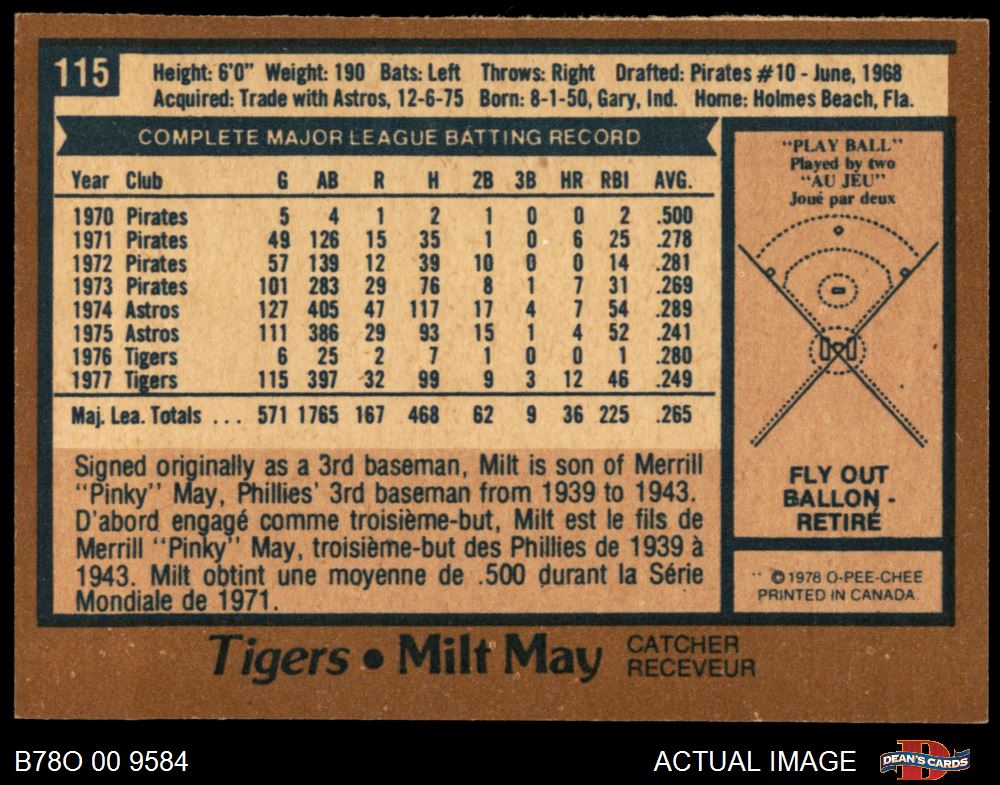 115
Height: 6'0" Weight: 190 Bats: Left Throws: Right Drafted: Pirates #10 - June, 1968
Acquired: Trade with Astros, 12-6-75 Born: 8-1-50, Gary, Ind. Home: Holmes Beach, Fla.
COMPLETE MAJOR LEAGUE BATTING RECORD
Year Club G AB R H 2B 3B HR RBI AVG.
1970 Pirates 5 4 1 2 1 0 0 2 .500
1971 Pirates 49 126 15 35 1 0 6 25 .278
1972 Pirates 57 139 12 39 10 0 0 14 .281
1973 Pirates 101 283 29 76 8 1 7 31 .269
1974 Astros 127 405 47 117 17 4 7 54 .289
1975 Astros 111 386 29 93 15 1 4 52 .241
1976 Tigers 6 25 2 7 1 0 0 1 .280
1977 Tigers 115 397 32 99 9 3 12 46 .249
Maj. Lea. Totals ... 571 1765 167 468 62 9 36 225 .265
Signed originally as a 3rd baseman, Milt is son of Merrill
"Pinky" May, Phillies' 3rd baseman from 1939 to 1943.
D'abord engagé comme troisième-but, Milt est le fils de
Merrill "Pinky" May, troisième-but des Phillies de 1939 à
1943. Milt obtint une moyenne de .500 durant la Série
Mondiale de 1971.
"PLAY BALL"
Played by two
"AU JEU"
Joué par deux
FLY OUT
BALLON -
RETIRÉ
©1978 O-PEE-CHEE
PRINTED IN CANADA
Tigers • Milt May CATCHER
RECEVEUR
B78O 00 9584
ACTUAL IMAGE
D
DEAN'S CARDS